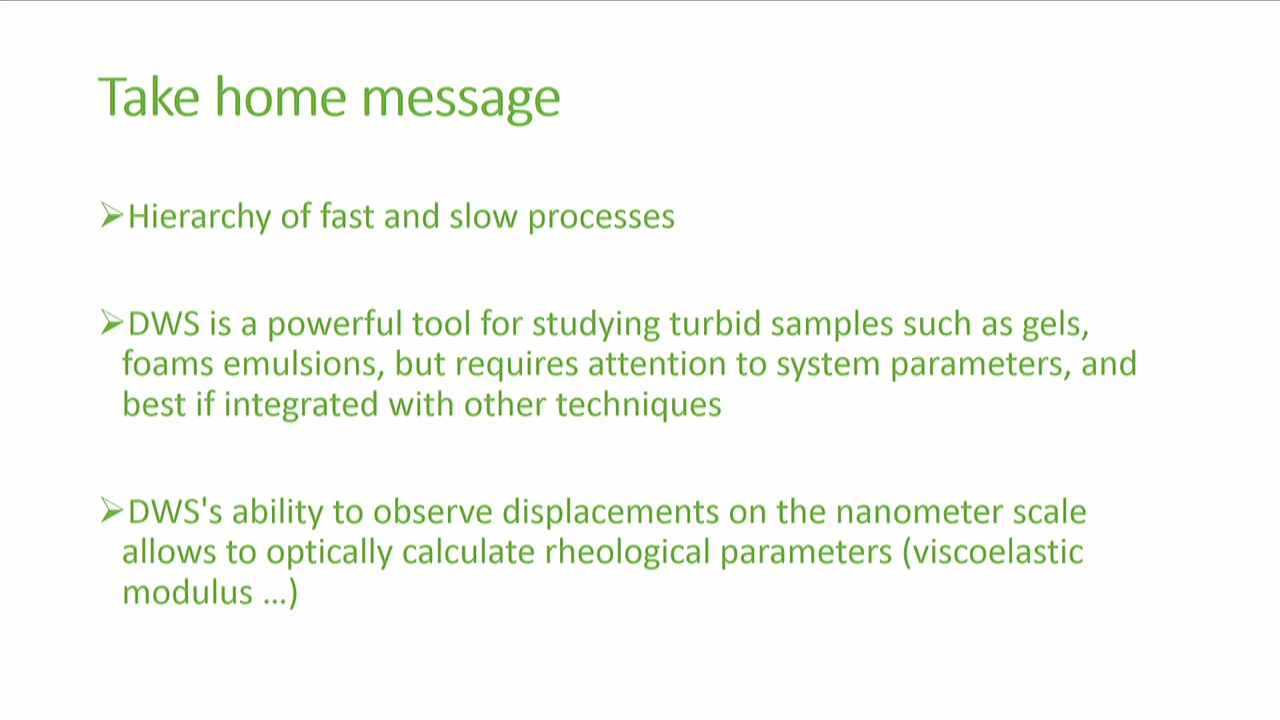 Take home message
➢Hierarchy of fast and slow processes
➢DWS is a powerful tool for studying turbid samples such as gels,
foams emulsions, but requires attention to system parameters, and
best if integrated with other techniques
➢DWS's ability to observe displacements on the nanometer scale
allows to optically calculate rheological parameters (viscoelastic
modulus ...)